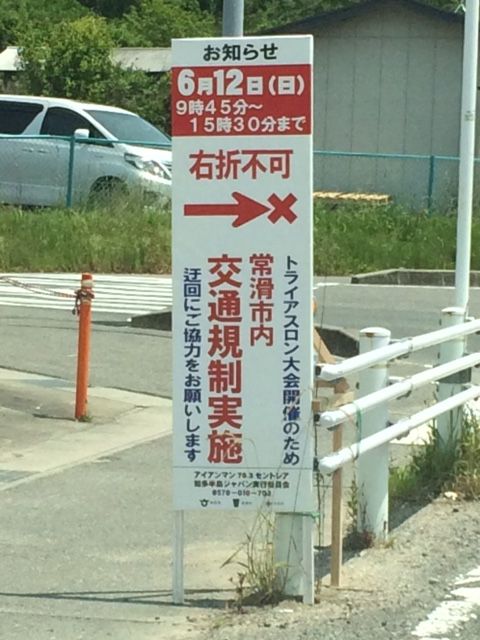 お知らせ
6月12日(日)
9時45分～
15時30分まで
右折不可
トライアスロン大会開催のため
常滑市内
交通規制実施
迂回にご協力をお願いします
アイアンマン70.3セントレア
知多半島ジャパン実行委員会
0570-010-703